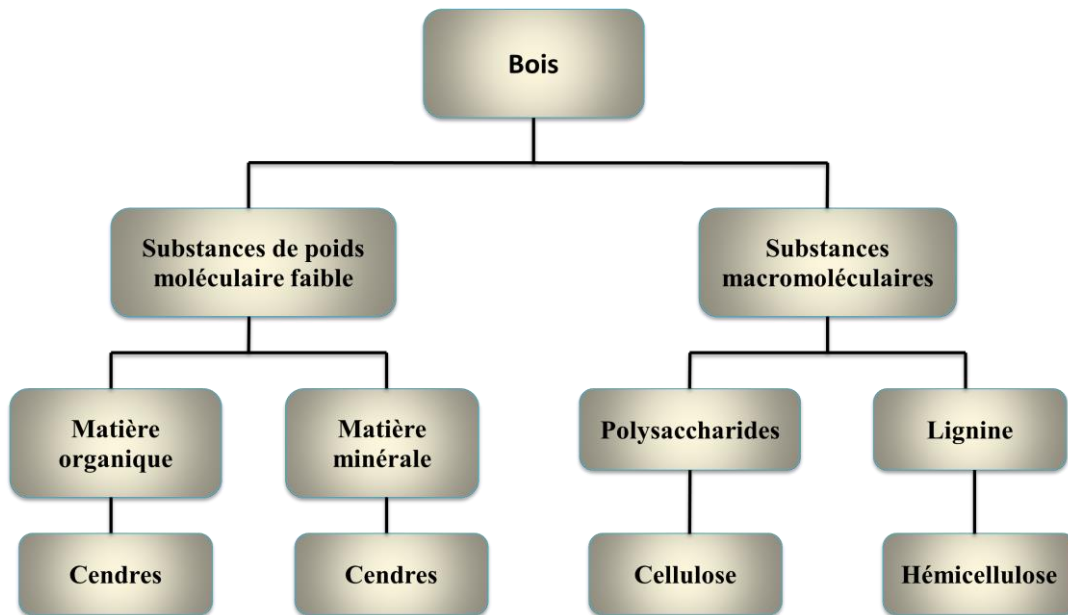 Bois
Substances de poids
moléculaire faible
Substances
macromoléculaires
Matière
organique
Matière
minérale
Polysaccharides
Lignine
Cendres
Cendres
Cellulose
Hémicellulose